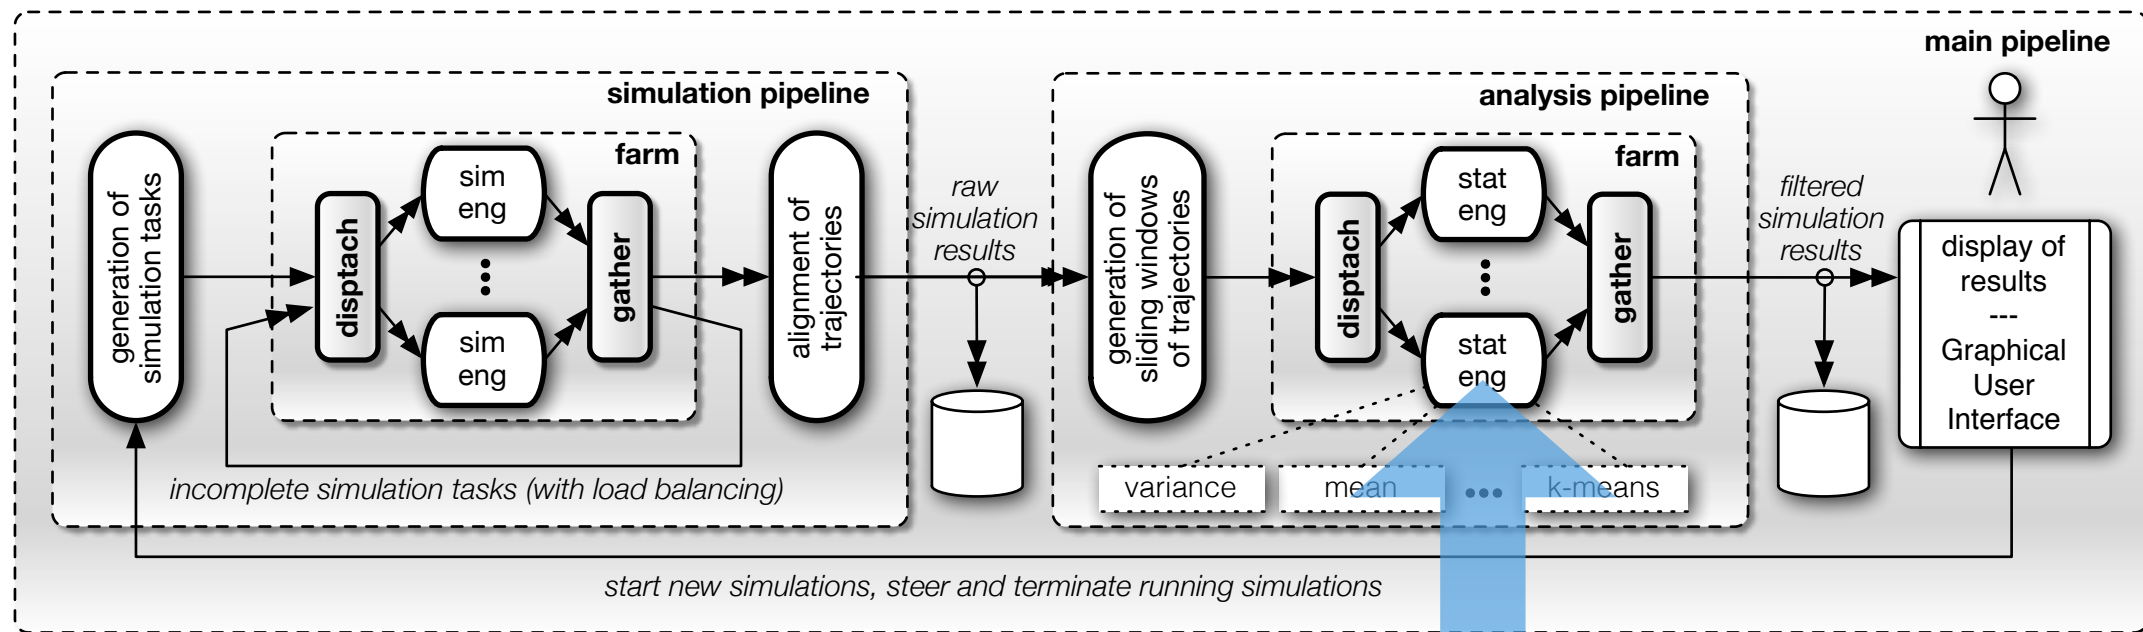 main pipeline
simulation pipeline
generation of
simulation tasks
farm
disptach
sim
eng
sim
eng
gather
alignment of
trajectories
incomplete simulation tasks (with load balancing)
raw
simulation
results
analysis pipeline
generation of
sliding windows
of trajectories
farm
disptach
stat
eng
stat
eng
gather
variance
mean
k-means
filtered
simulation
results
display of
results
---
Graphical
User
Interface
start new simulations, steer and terminate running simulations